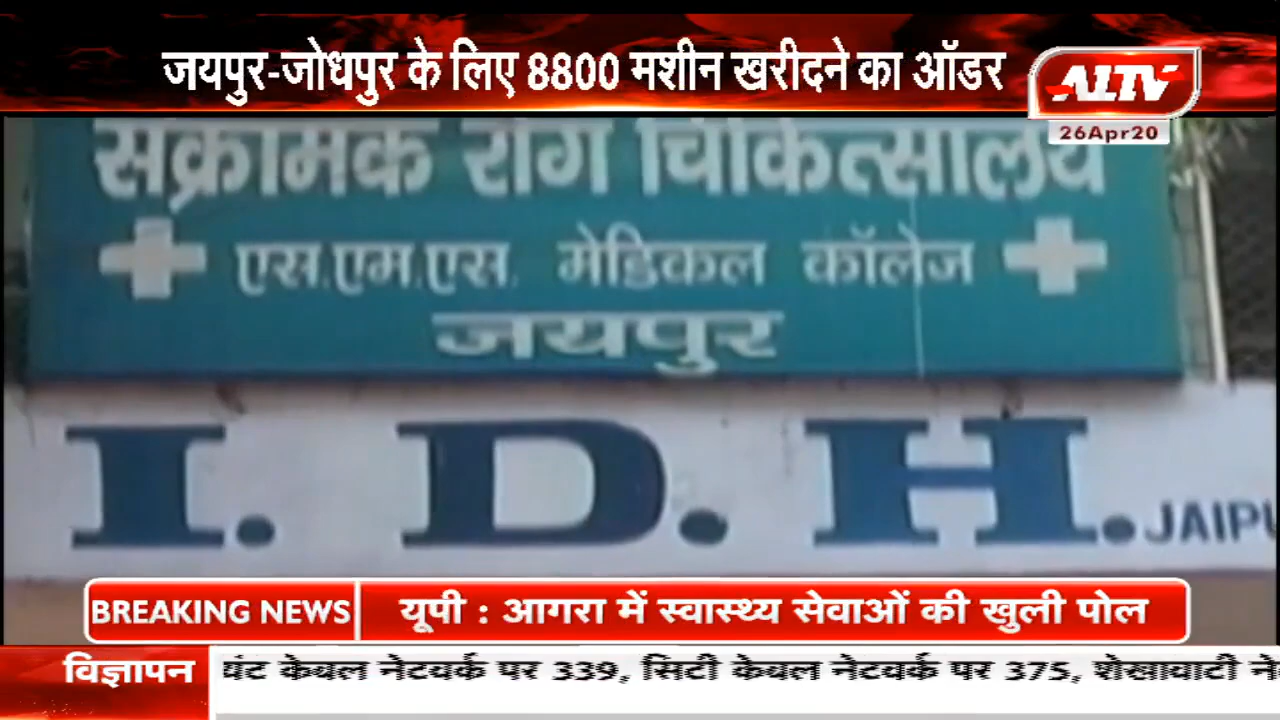 जयपुर-जोधपुर के लिए 8800 मशीन खरीदने का ऑडर
ALTV
26Apr20
संक्रामक रोग चिकित्सालय
एस.एम.एस. मेडिकल कॉलेज
जयपुर
I. D. H. JAIPU
BREAKING NEWS यूपी : आगरा में स्वास्थ्य सेवाओं की खुली पोल
विज्ञापन केबल नेटवर्क पर 339, सिटी केबल नेटवर्क पर 375, शेखावाटी